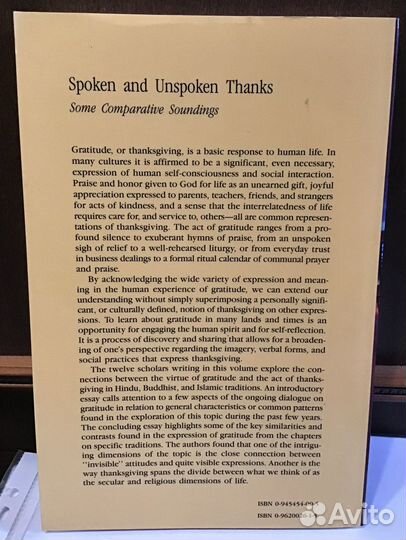 Spoken and Unspoken Thanks
Some Comparative Soundings
Gratitude, or thanksgiving, is a basic response to human life. In
many cultures it is affirmed to be a significant, even necessary,
expression of human self-consciousness and social interaction.
Praise and honor given to God for life as an unearned gift, joyful
appreciation expressed to parents, teachers, friends, and strangers
for acts of kindness, and a sense that the interrelatedness of life
requires care for, and service to, others—all are common represen-
tations of thanksgiving. The act of gratitude ranges from a pro-
found silence to exuberant hymns of praise, from an unspoken
sigh of relief to a well-rehearsed liturgy, or from everyday trust
in business dealings to a formal ritual calendar of communal prayer
and praise.
By acknowledging the wide variety of expression and mean-
ing in the human experience of gratitude, we can extend our
understanding without simply superimposing a personally signifi-
cant, or culturally defined, notion of thanksgiving on other expres-
sions. To learn about gratitude in many lands and times is an
opportunity for engaging the human spirit and for self-reflection.
It is a process of discovery and sharing that allows for a broaden-
ing of one's perspective regarding the imagery, verbal forms, and
social practices that express thanksgiving.
The twelve scholars writing in this volume explore the con-
nections between the virtue of gratitude and the act of thanks-
giving in Hindu, Buddhist, and Islamic traditions. An introductory
essay calls attention to a few aspects of the ongoing dialogue on
gratitude in relation to general characteristics or common patterns
found in the exploration of this topic during the past few years.
The concluding essay highlights some of the key similarities and
contrasts found in the expression of gratitude from the chapters
on specific traditions. The authors found that one of the intrigu-
ing dimensions of the topic is the close connection between
"invisible" attitudes and quite visible expressions. Another is the
way thanksgiving spans the divide between what we think of as
the secular and religious dimensions of life.
ISBN 0-945454-09-
ISBN 0-9620026-1-
Avito